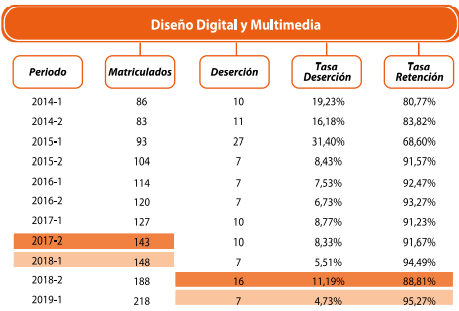 Diseño Digital y Multimedia
Periodo Matriculados Deserción Tasa Deserción Tasa Retención
2014-1 86 10 19,23% 80,77%
2014-2 83 11 16,18% 83,82%
2015-1 93 27 31,40% 68,60%
2015-2 104 7 8,43% 91,57%
2016-1 114 7 7,53% 92,47%
2016-2 120 7 6,73% 93,27%
2017-1 127 10 8,77% 91,23%
2017-2 143 10 8,33% 91,67%
2018-1 148 7 5,51% 94,49%
2018-2 188 16 11,19% 88,81%
2019-1 218 7 4,73% 95,27%